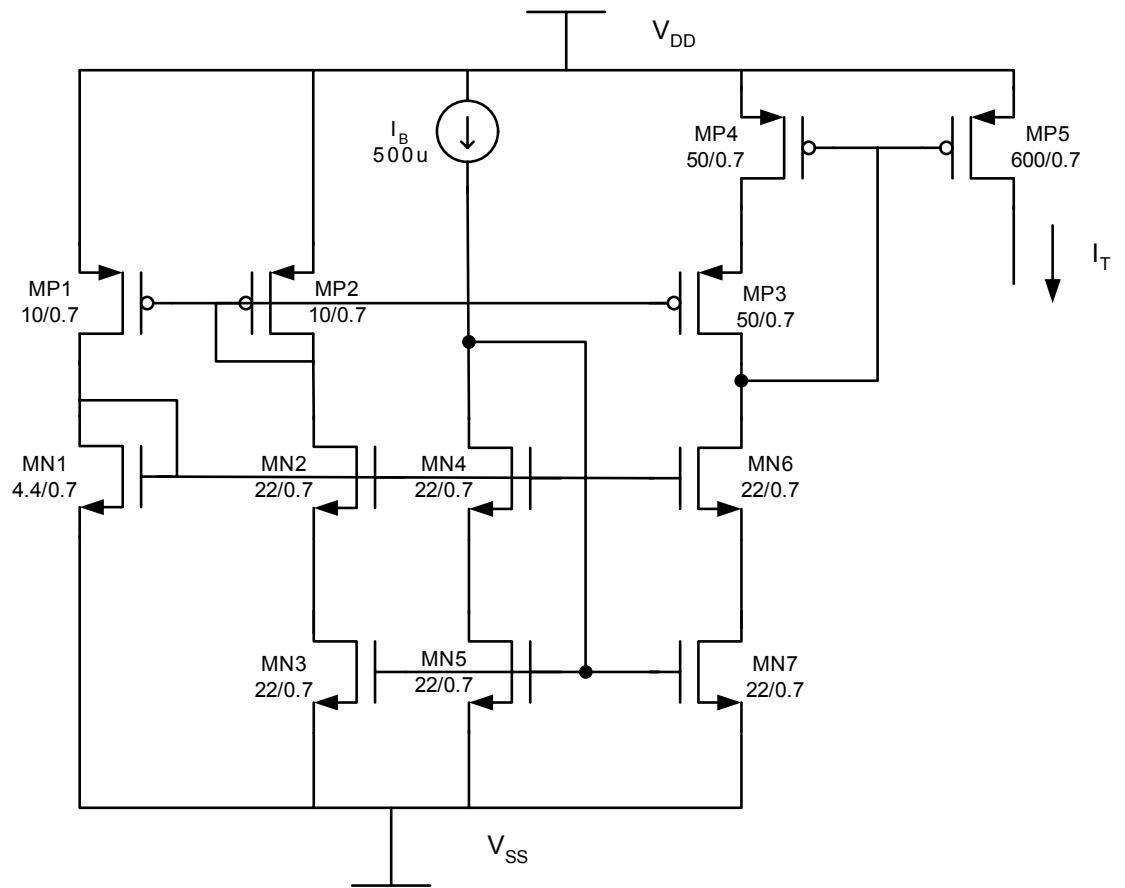 V_DD
I_B
500u
MP4
50/0.7
MP5
600/0.7
I_T
MP1
10/0.7
MP2
10/0.7
MP3
50/0.7
MN1
4.4/0.7
MN2
22/0.7
MN4
22/0.7
MN6
22/0.7
MN3
22/0.7
MN5
22/0.7
MN7
22/0.7
V_SS